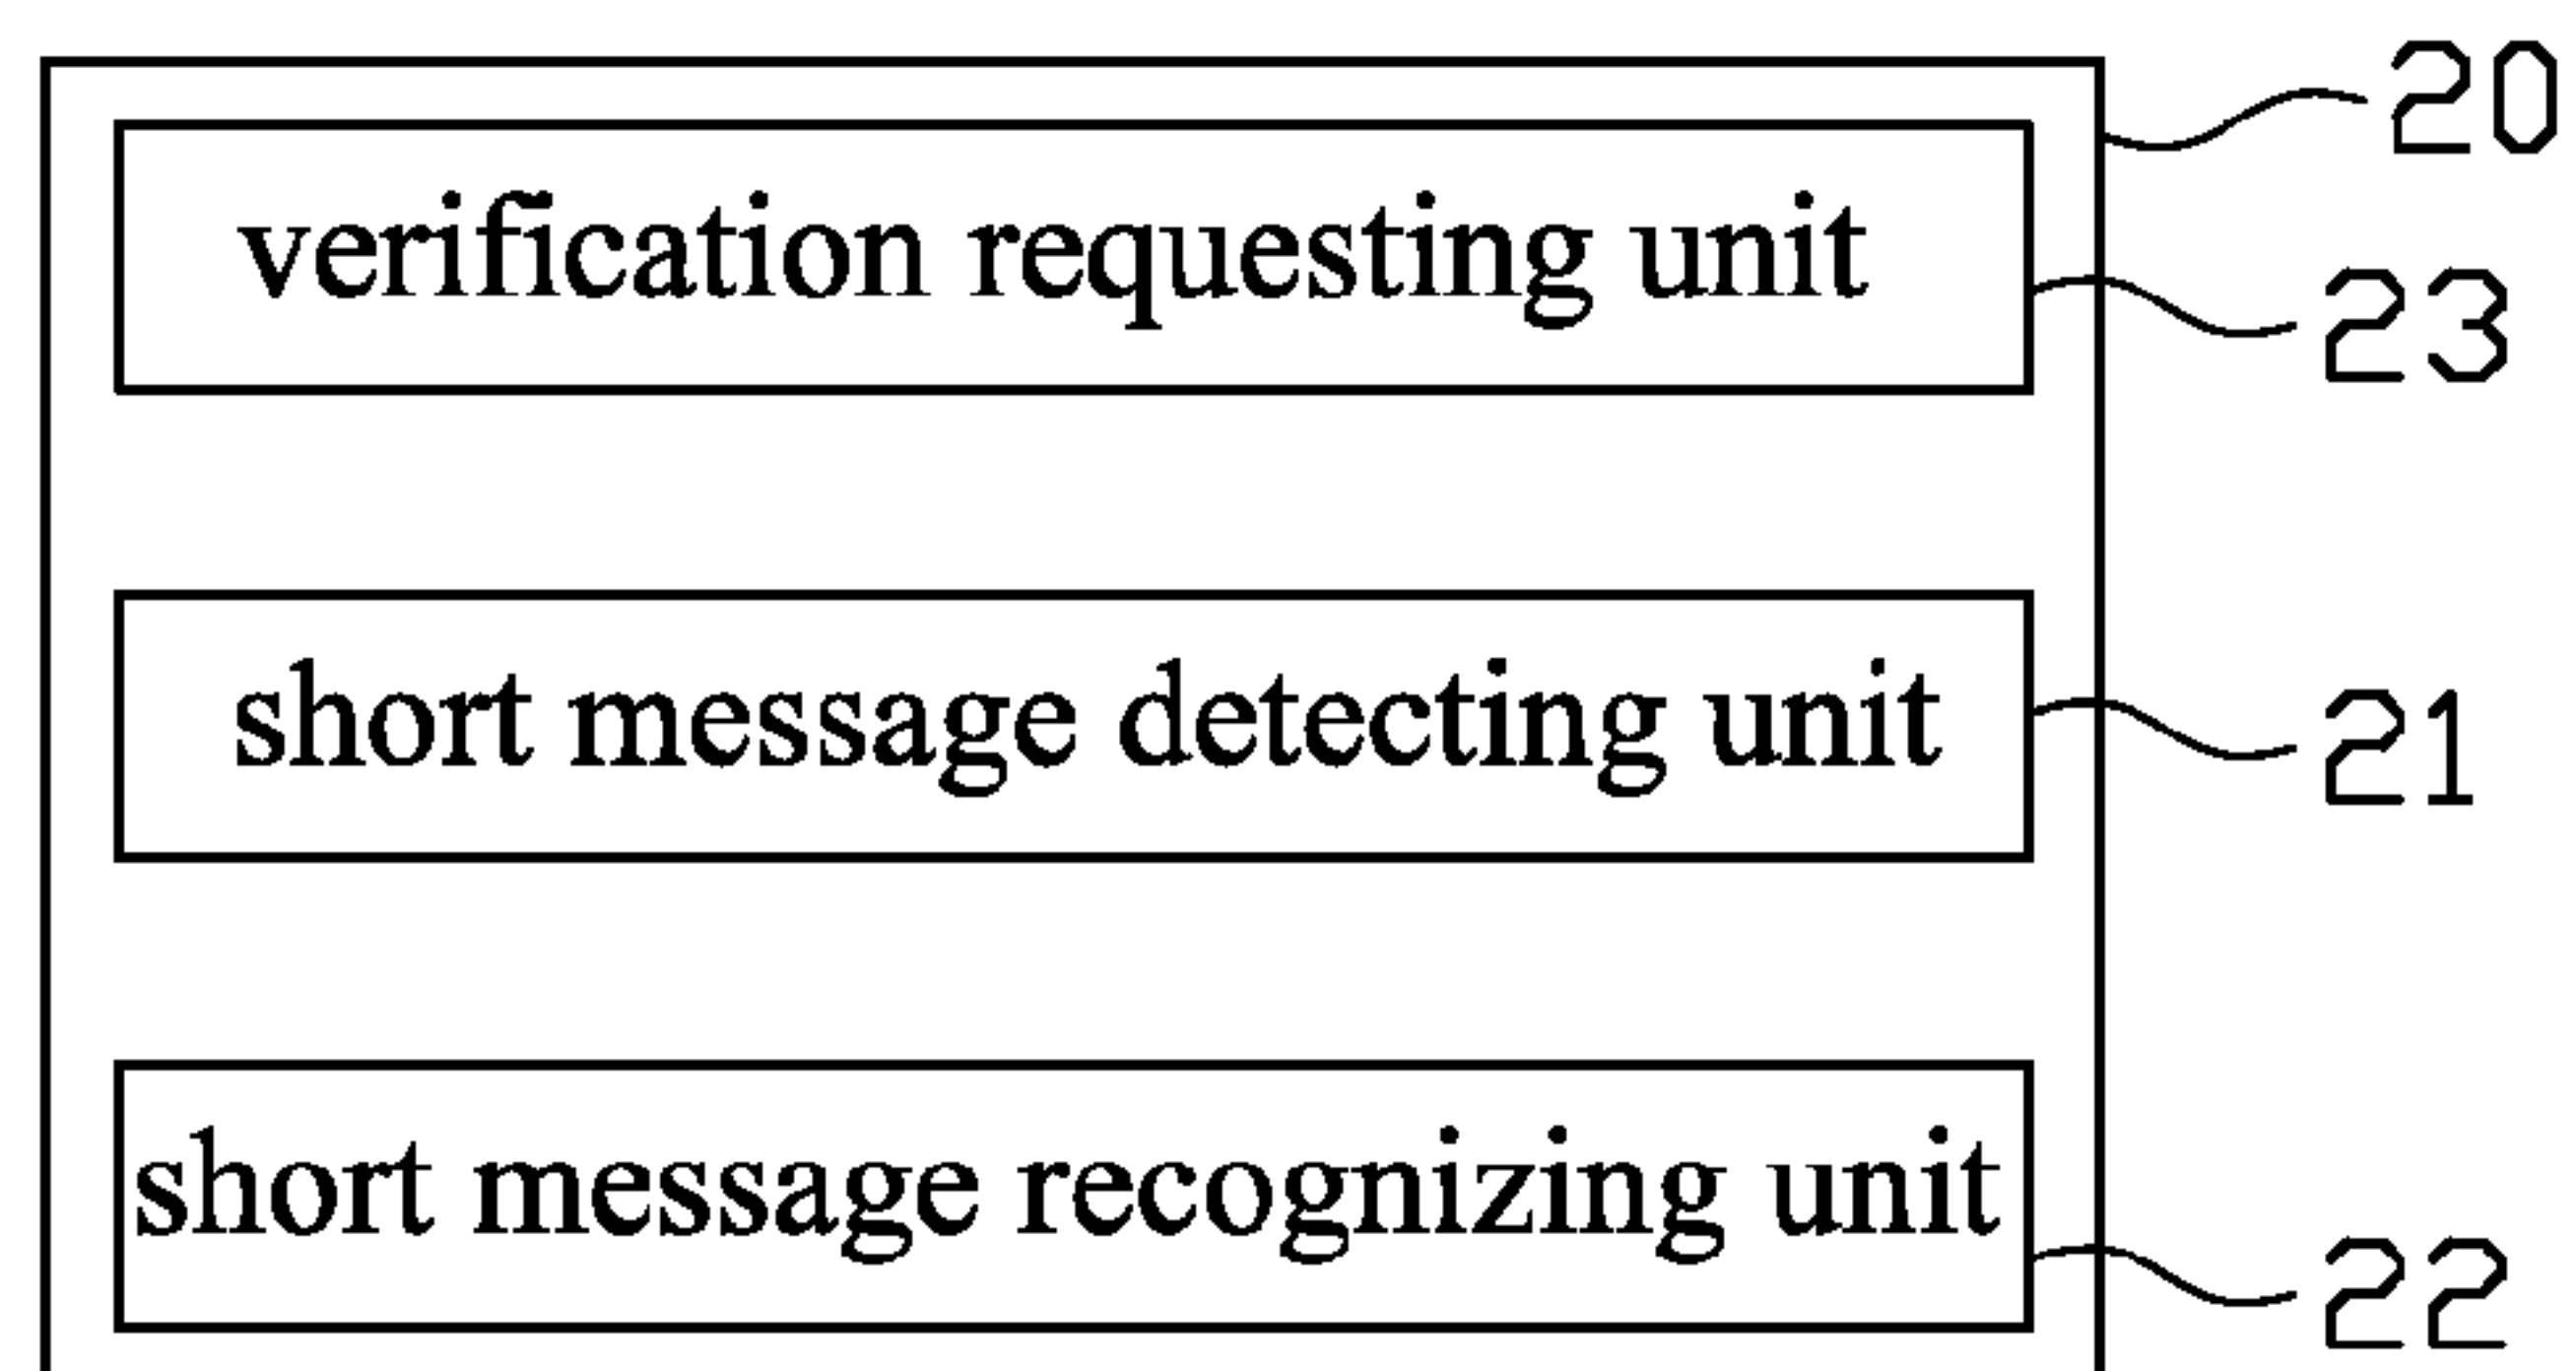 20
verification requesting unit
23
short message detecting unit
21
short message recognizing unit
22